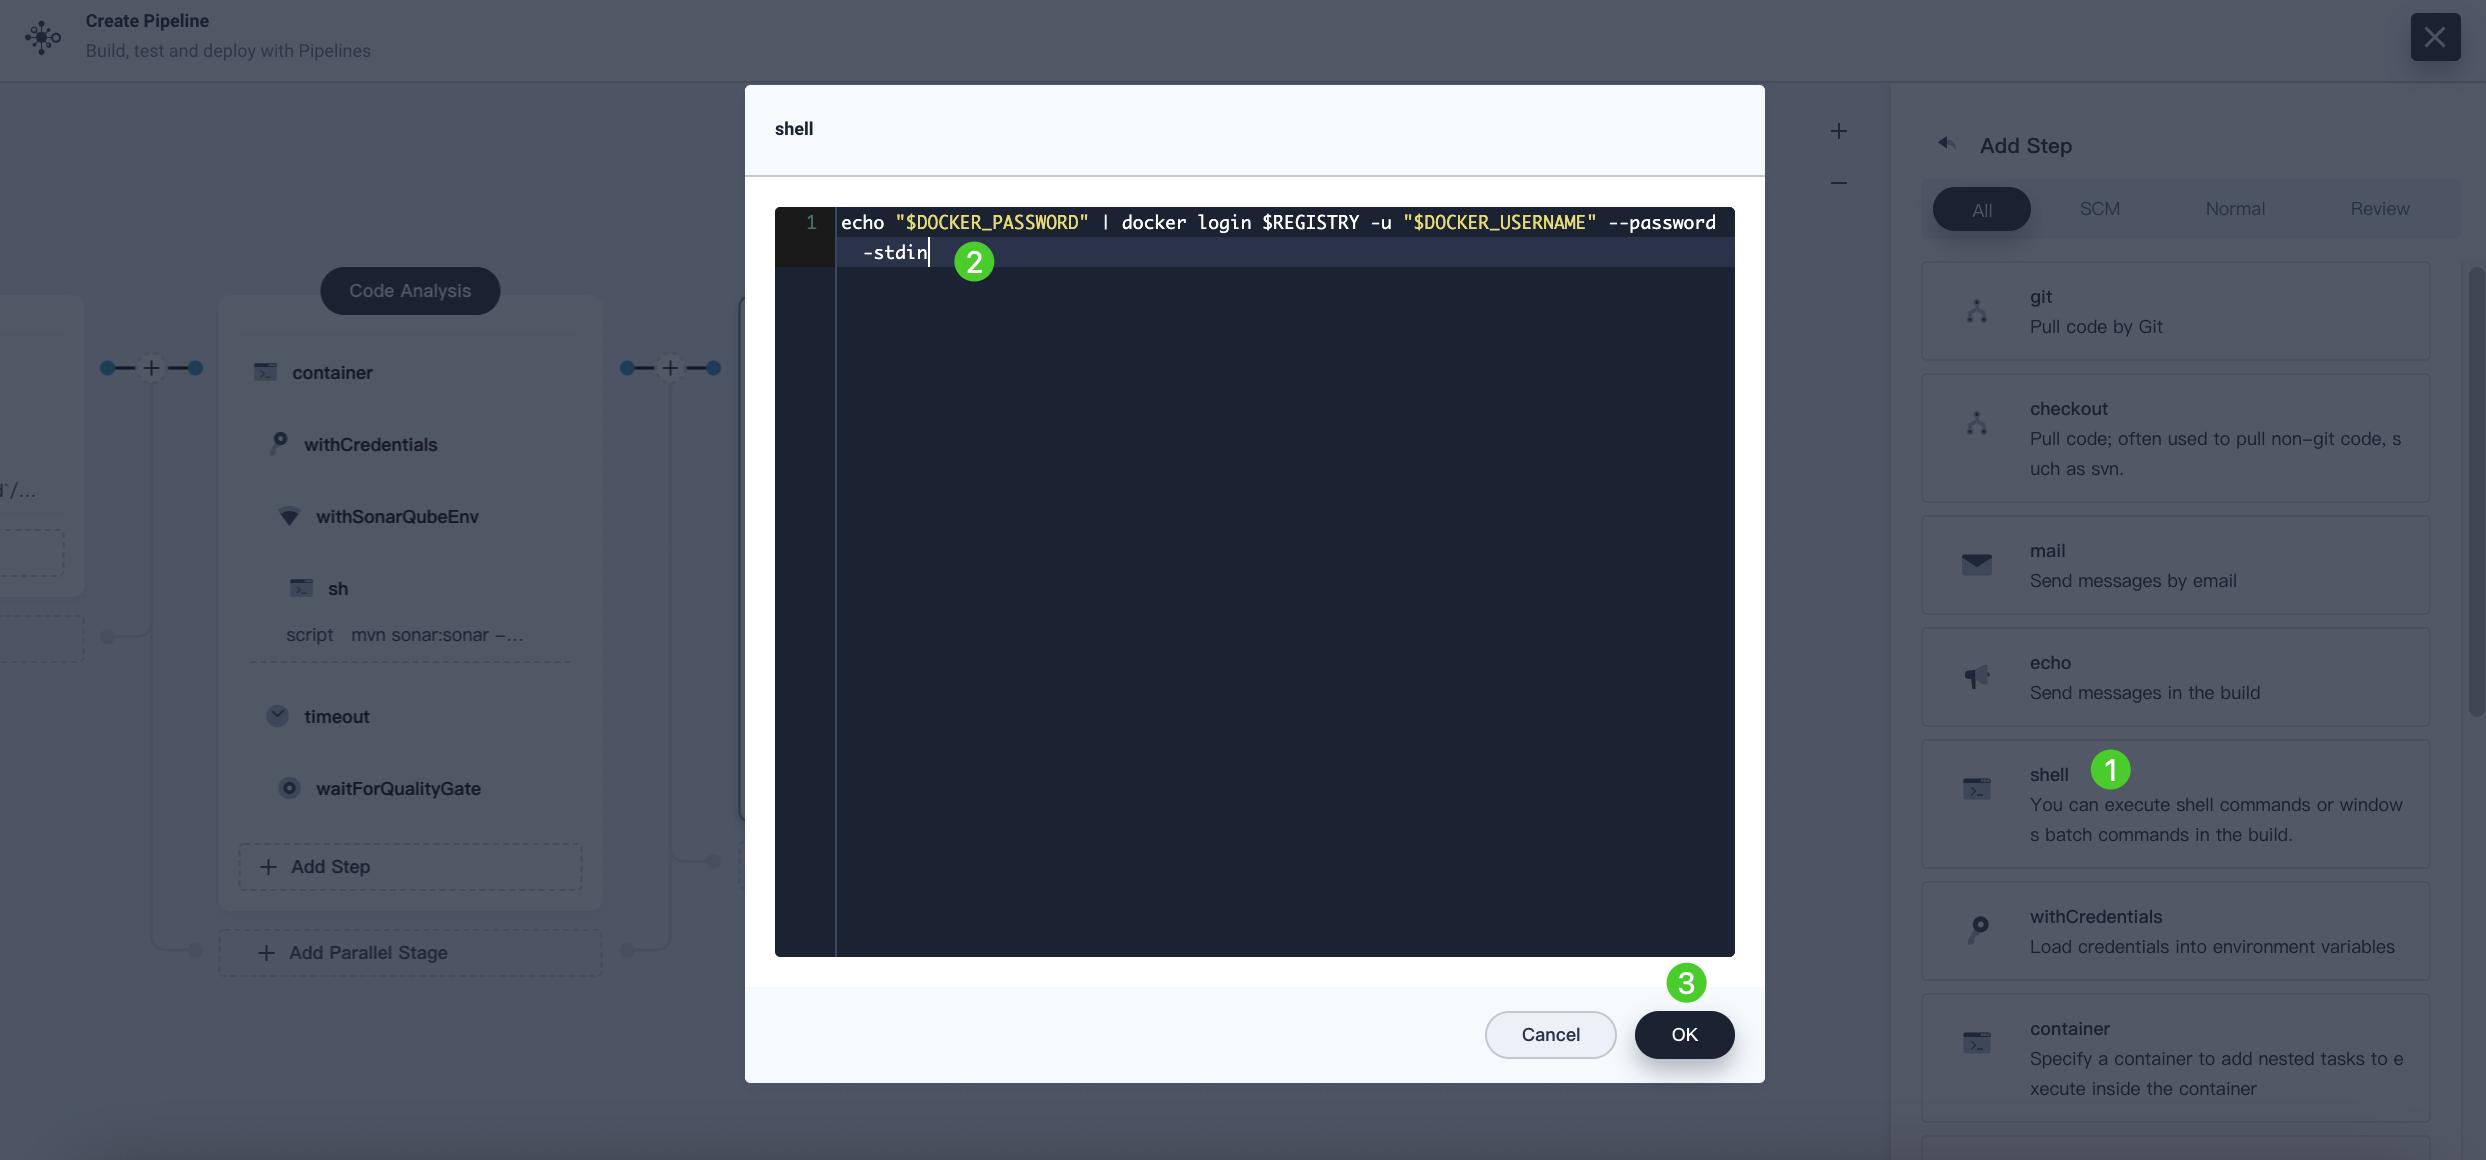 Create Pipeline
Build, test and deploy with Pipelines
shell
1
echo "$DOCKER_PASSWORD" | docker login $REGISTRY -u "$DOCKER_USERNAME" --password
-stdin
2
3
Cancel
OK
Code Analysis
container
withCredentials
withSonarQubeEnv
sh
script mvn sonar:sonar –...
timeout
waitForQualityGate
+ Add Step
+ Add Parallel Stage
Add Step
All
SCM
Normal
Review
git
Pull code by Git
checkout
Pull code; often used to pull non-git code, s
uch as svn.
mail
Send messages by email
echo
Send messages in the build
shell
1
You can execute shell commands or window
s batch commands in the build.
withCredentials
Load credentials into environment variables
container
Specify a container to add nested tasks to e
xecute inside the container